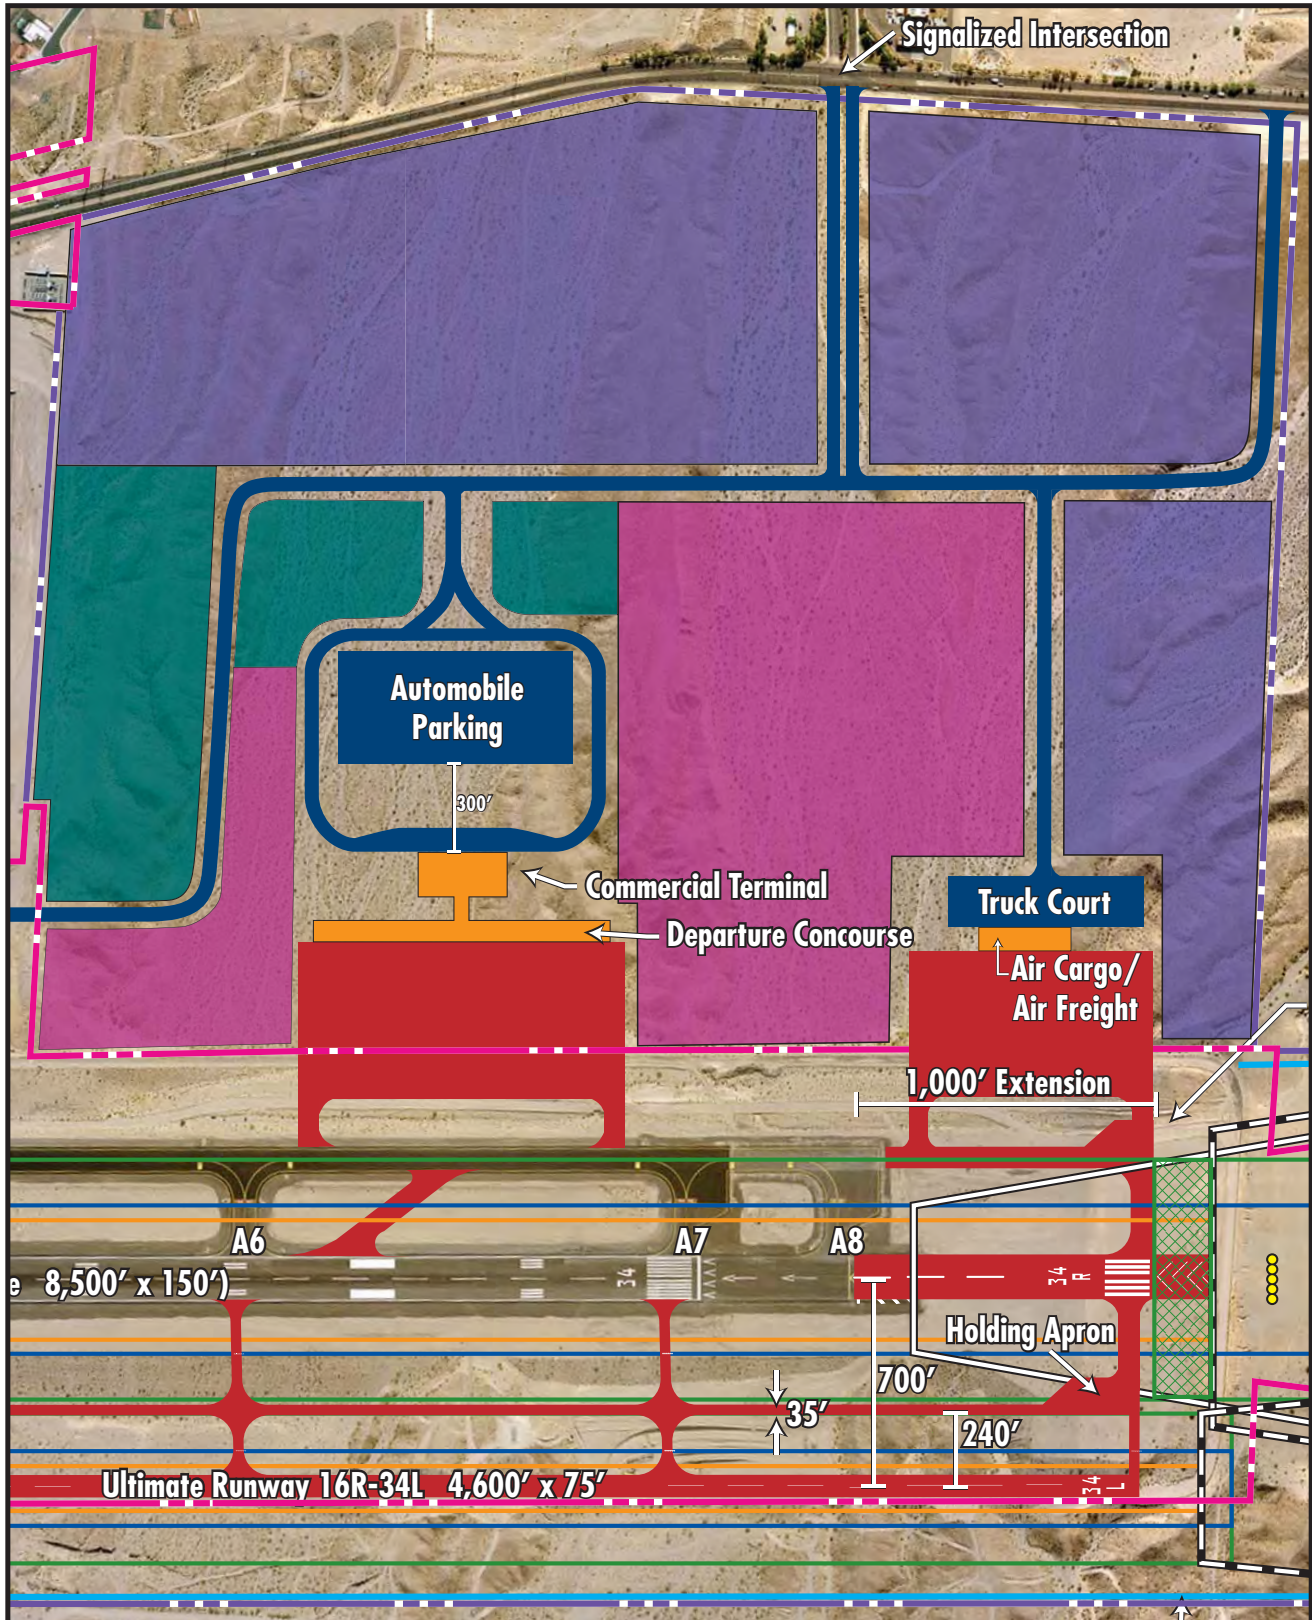 Signalized Intersection
Automobile
Parking
300′
Commercial Terminal
Truck Court
Departure Concourse
Air Cargo/
Air Freight
1,000′ Extension
A6
A7
A8
34
34
R
e 8,500′ x 150′)
Holding Apron
700′
35′
240′
Ultimate Runway 16R-34L 4,600′ x 75′
34
L